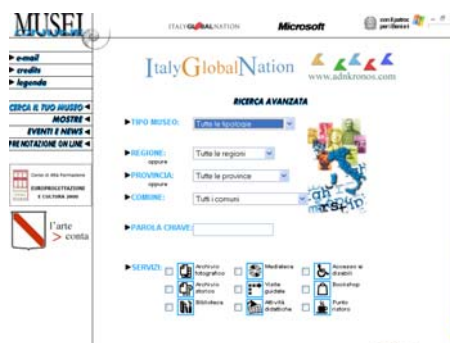 MUSEI
ITALYGLOBALNATION
Microsoft
e-mail
credits
legenda
ItalyGlobalNation
www.adnkronos.com
RICERCA AVANZATA
CERCA IL TUO MUSEO
MOSTRE
EVENTI E NEWS
PRENOTAZIONE ON LINE
TIPO MUSEO: Tutte le tipologie
REGIONE: Tutte le regioni
oppure
PROVINCIA: Tutte le province
oppure
COMUNE: Tutti i comuni
PAROLA CHIAVE:
EUROPROGETTAZIONE
E CULTURA 2000
l'arte
> conta
SERVIZI:
Archivio fotografico
Mediateca
Accesso ai disabili
Archivio storico
Visite guidate
Bookshop
Biblioteca
Attività didattiche
Punto ristoro